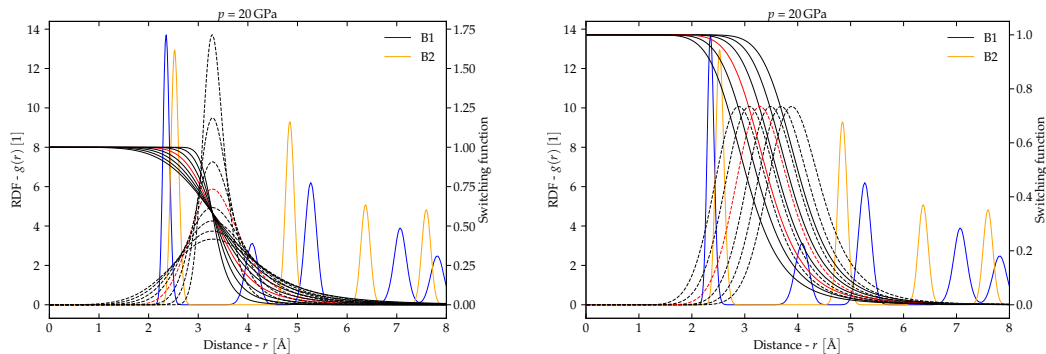 p = 20 GPa
14
12
10
8
6
4
2
0
RDF - g(r) [1]
1.75
1.50
1.25
1.00
0.75
0.50
0.25
0.00
Switching function
B1
B2
0 1 2 3 4 5 6 7 8
Distance - r [Å]
p = 20 GPa
14
12
10
8
6
4
2
0
RDF - g(r) [1]
1.0
0.8
0.6
0.4
0.2
0.0
Switching function
B1
B2
0 1 2 3 4 5 6 7 8
Distance - r [Å]